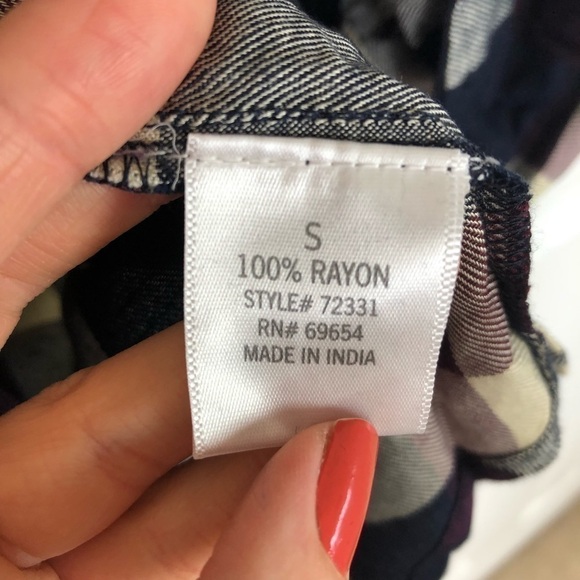 S
100% RAYON
STYLE# 72331
RN# 69654
MADE IN INDIA